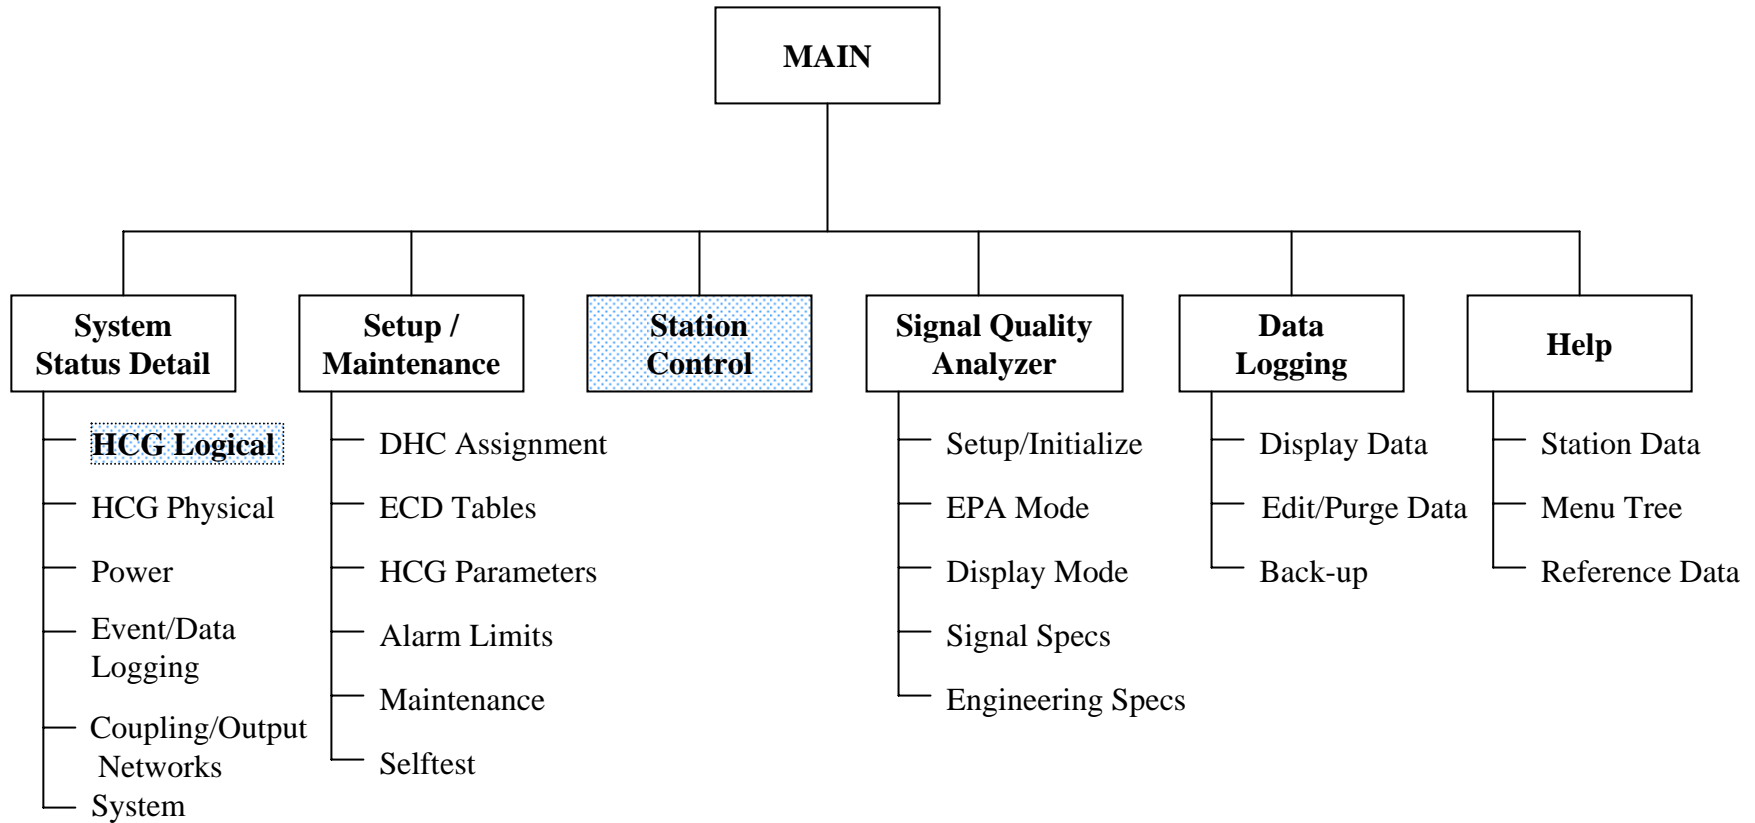 MAIN
System
Status Detail
HCG Logical
HCG Physical
Power
Event/Data
Logging
Coupling/Output
Networks
System
Setup /
Maintenance
DHC Assignment
ECD Tables
HCG Parameters
Alarm Limits
Maintenance
Selftest
Station
Control
Signal Quality
Analyzer
Setup/Initialize
EPA Mode
Display Mode
Signal Specs
Engineering Specs
Data
Logging
Display Data
Edit/Purge Data
Back-up
Help
Station Data
Menu Tree
Reference Data